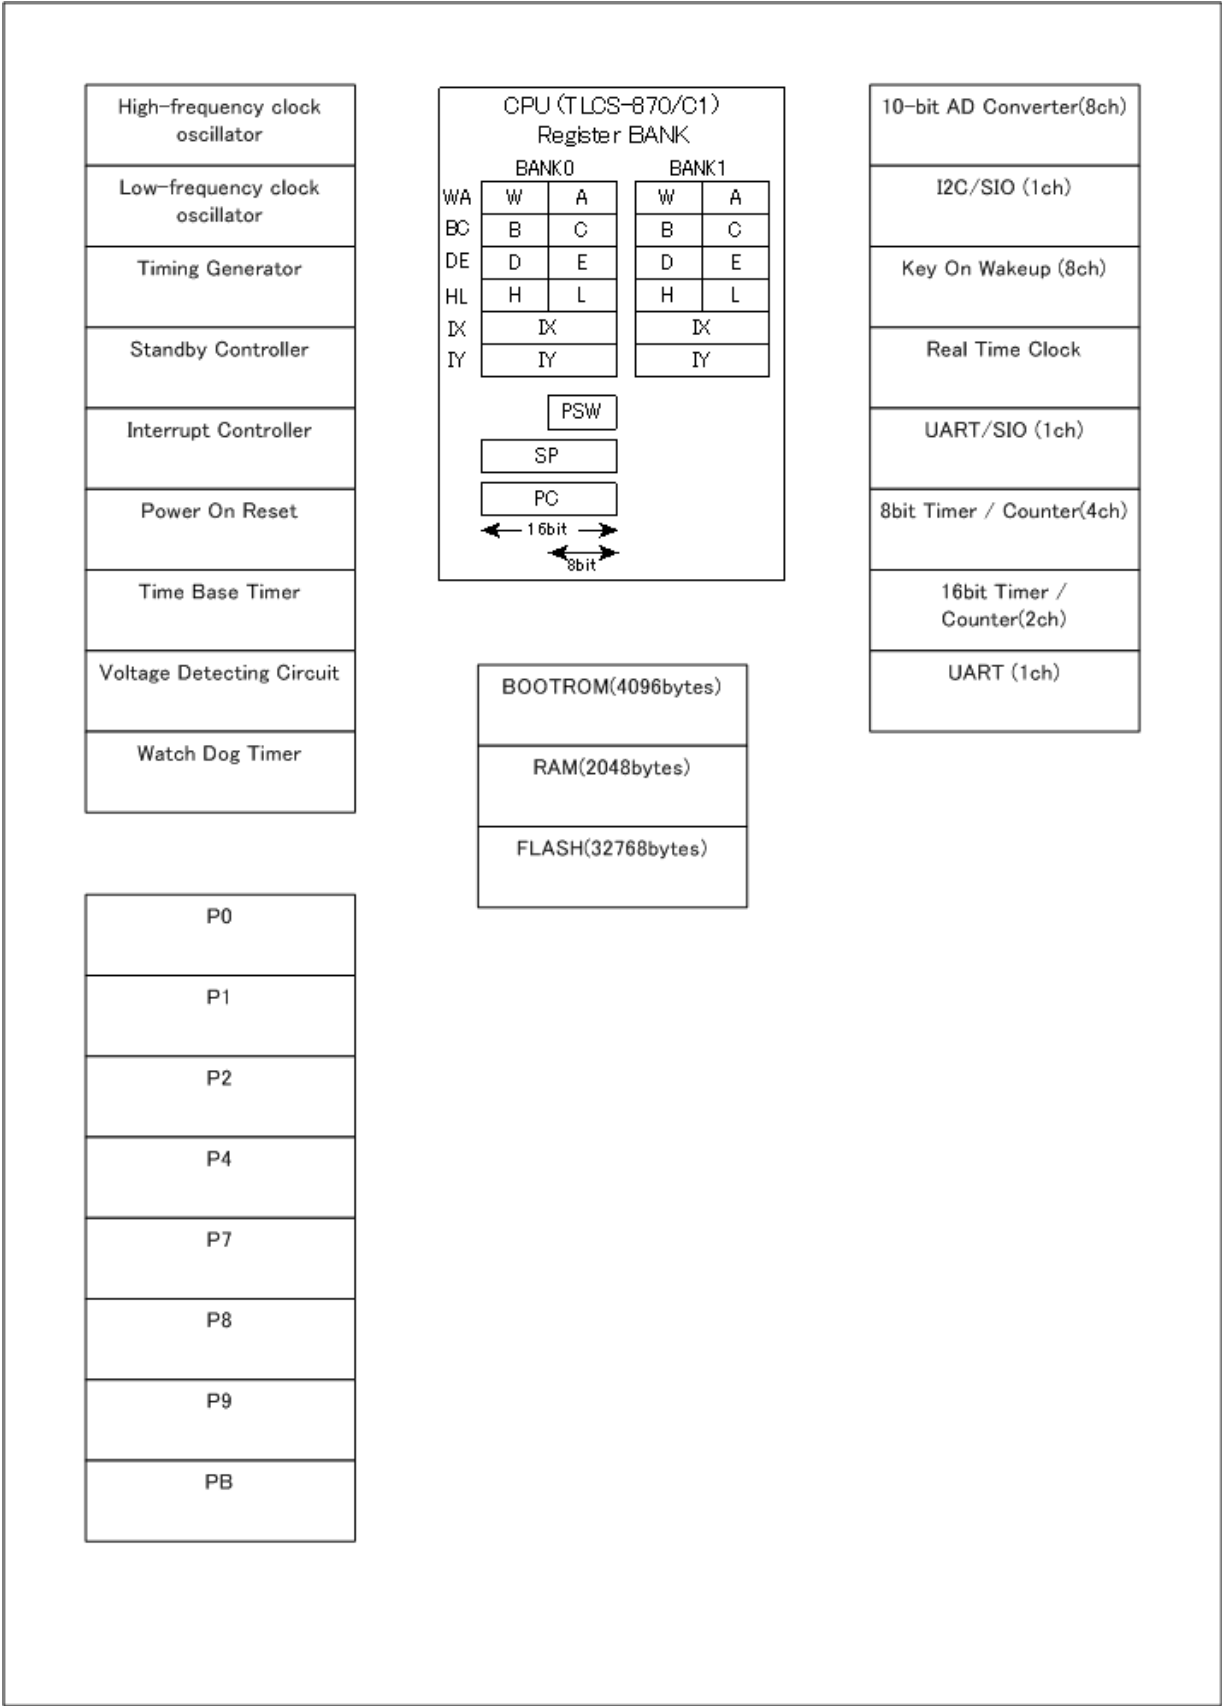 High-frequency clock
oscillator
Low-frequency clock
oscillator
Timing Generator
Standby Controller
Interrupt Controller
Power On Reset
Time Base Timer
Voltage Detecting Circuit
Watch Dog Timer
P0
P1
P2
P4
P7
P8
P9
PB
CPU (TLCS-870/C1)
Register BANK
BANK0 BANK1
WA W A W A
BC B C B C
DE D E D E
HL H L H L
IX IX IX
IY IY IY
PSW
SP
PC
16bit
8bit
BOOTROM(4096bytes)
RAM(2048bytes)
FLASH(32768bytes)
10-bit AD Converter(8ch)
I2C/SIO (1ch)
Key On Wakeup (8ch)
Real Time Clock
UART/SIO (1ch)
8bit Timer / Counter(4ch)
16bit Timer /
Counter(2ch)
UART (1ch)